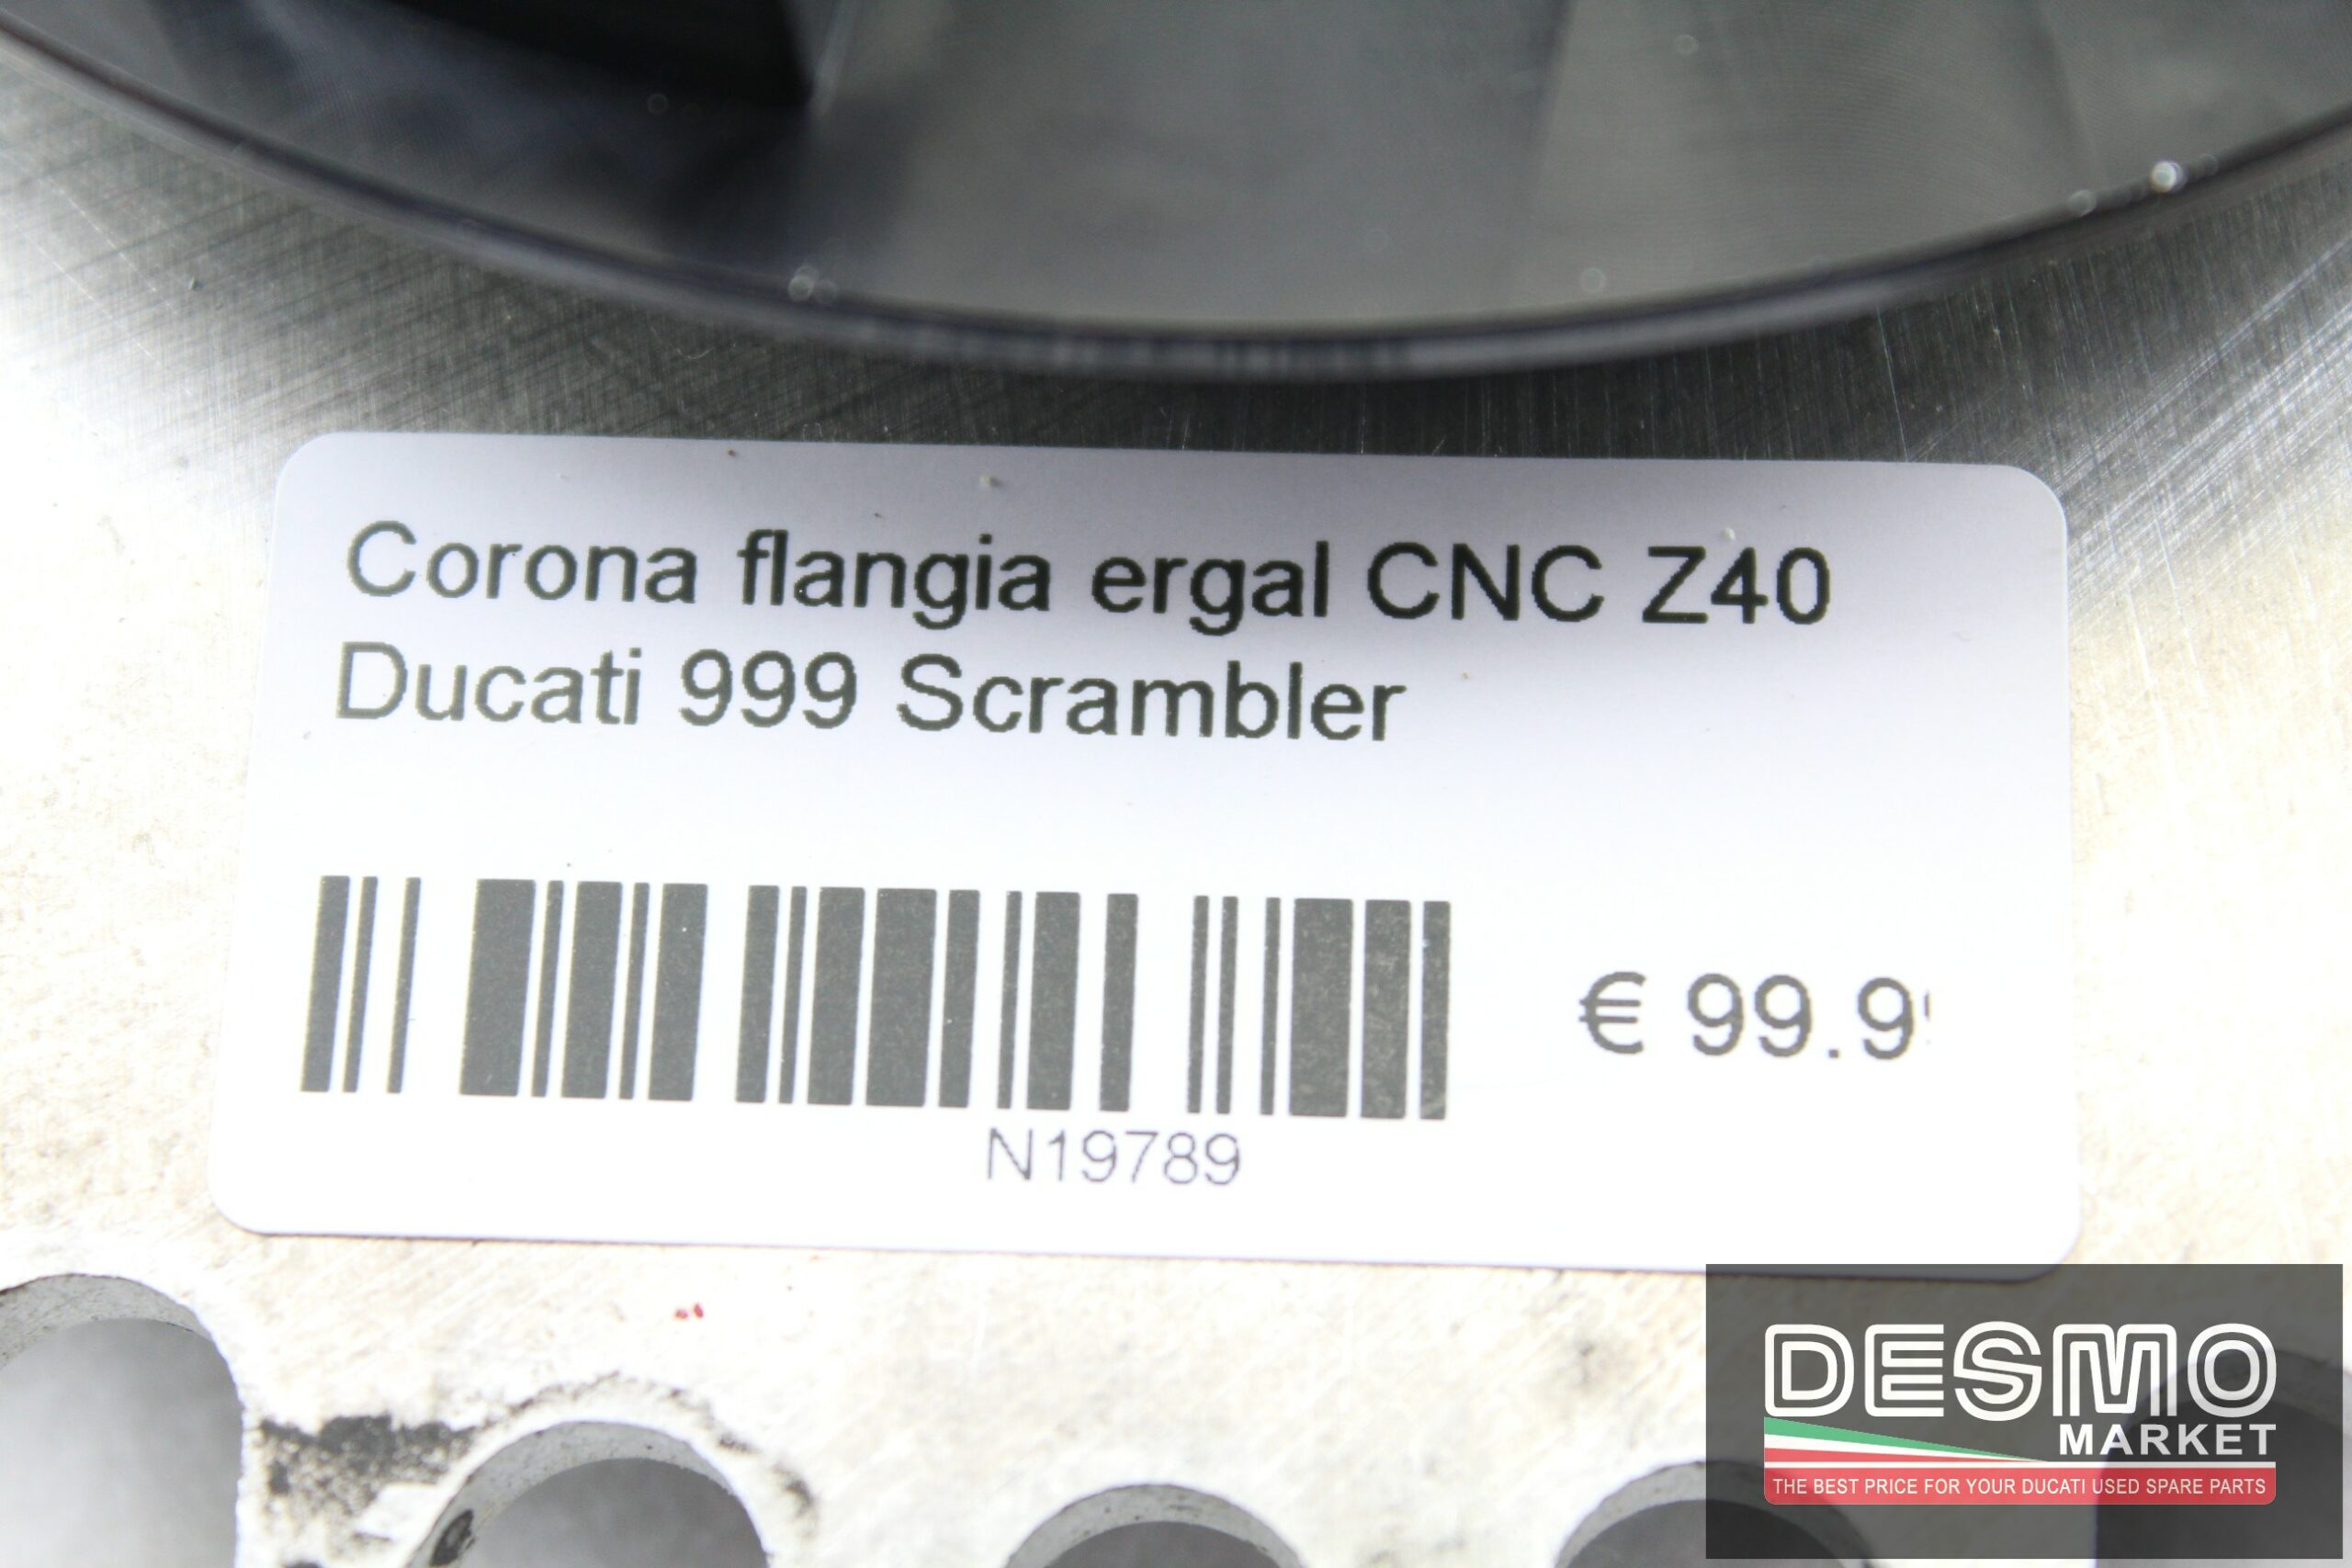 Corona flangia ergal CNC Z40
Ducati 999 Scrambler
€ 99.9
N19789
DESMO
MARKET
THE BEST PRICE FOR YOUR DUCATI USED SPARE PARTS